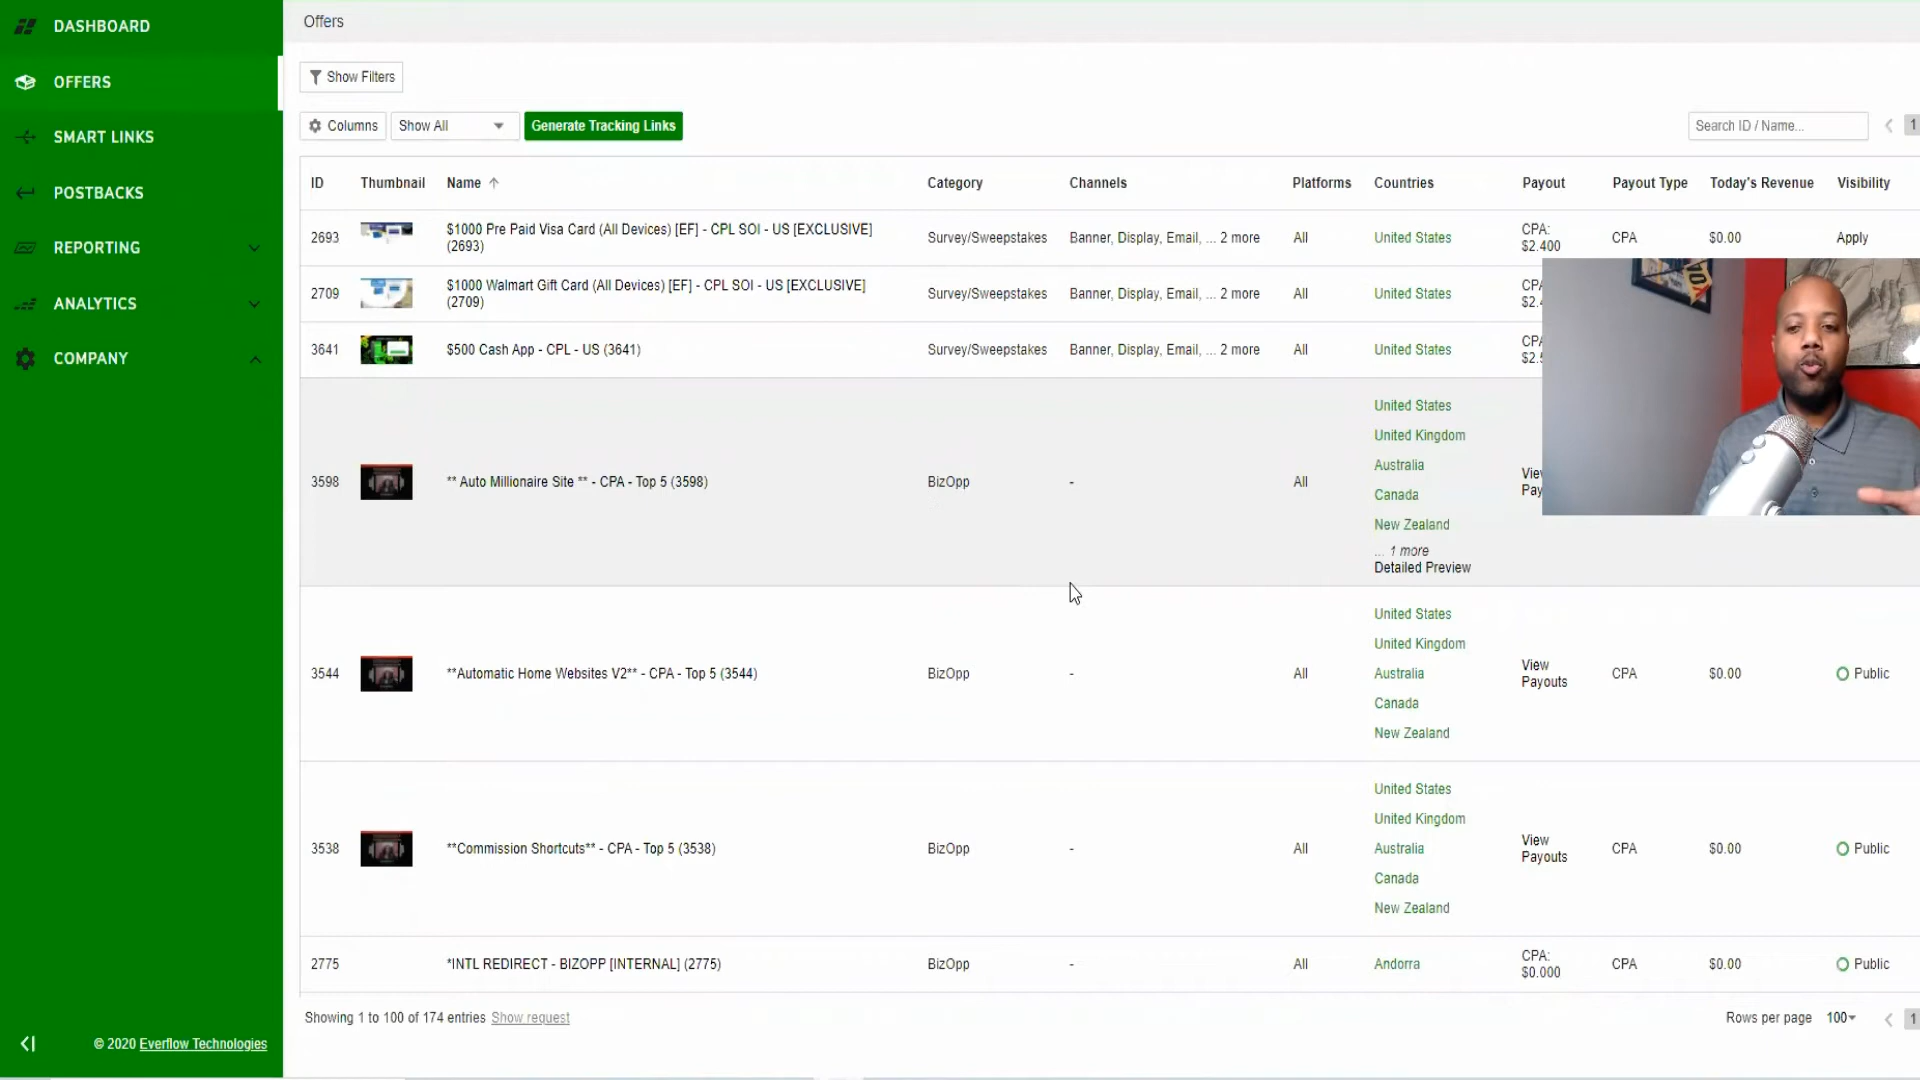 DASHBOARD
OFFERS
SMART LINKS
POSTBACKS
REPORTING
ANALYTICS
COMPANY
© 2020 Everflow Technologies
Offers
Show Filters
Columns
Show All
Generate Tracking Links
Search ID / Name...
1
ID Thumbnail Name Category Channels Platforms Countries Payout Payout Type Today's Revenue Visibility
2693 $1000 Pre Paid Visa Card (All Devices) [EF] - CPL SOI - US [EXCLUSIVE] (2693) Survey/Sweepstakes Banner, Display, Email, ... 2 more All United States CPA: $2.400 CPA $0.00 Apply
2709 $1000 Walmart Gift Card (All Devices) [EF] - CPL SOI - US [EXCLUSIVE] (2709) Survey/Sweepstakes Banner, Display, Email, ... 2 more All United States
3641 $500 Cash App - CPL - US (3641) Survey/Sweepstakes Banner, Display, Email, ... 2 more All United States
3598 ** Auto Millionaire Site ** - CPA - Top 5 (3598) BizOpp - All
United States
United Kingdom
Australia
Canada
New Zealand
... 1 more
Detailed Preview
3544 **Automatic Home Websites V2** - CPA - Top 5 (3544) BizOpp - All
United States
United Kingdom
Australia
Canada
New Zealand
View Payouts CPA $0.00 Public
3538 **Commission Shortcuts** - CPA - Top 5 (3538) BizOpp - All
United States
United Kingdom
Australia
Canada
New Zealand
View Payouts CPA $0.00 Public
2775 *INTL REDIRECT - BIZOPP [INTERNAL] (2775) BizOpp - All Andorra CPA: $0.000 CPA $0.00 Public
Showing 1 to 100 of 174 entries Show request
Rows per page 100
1